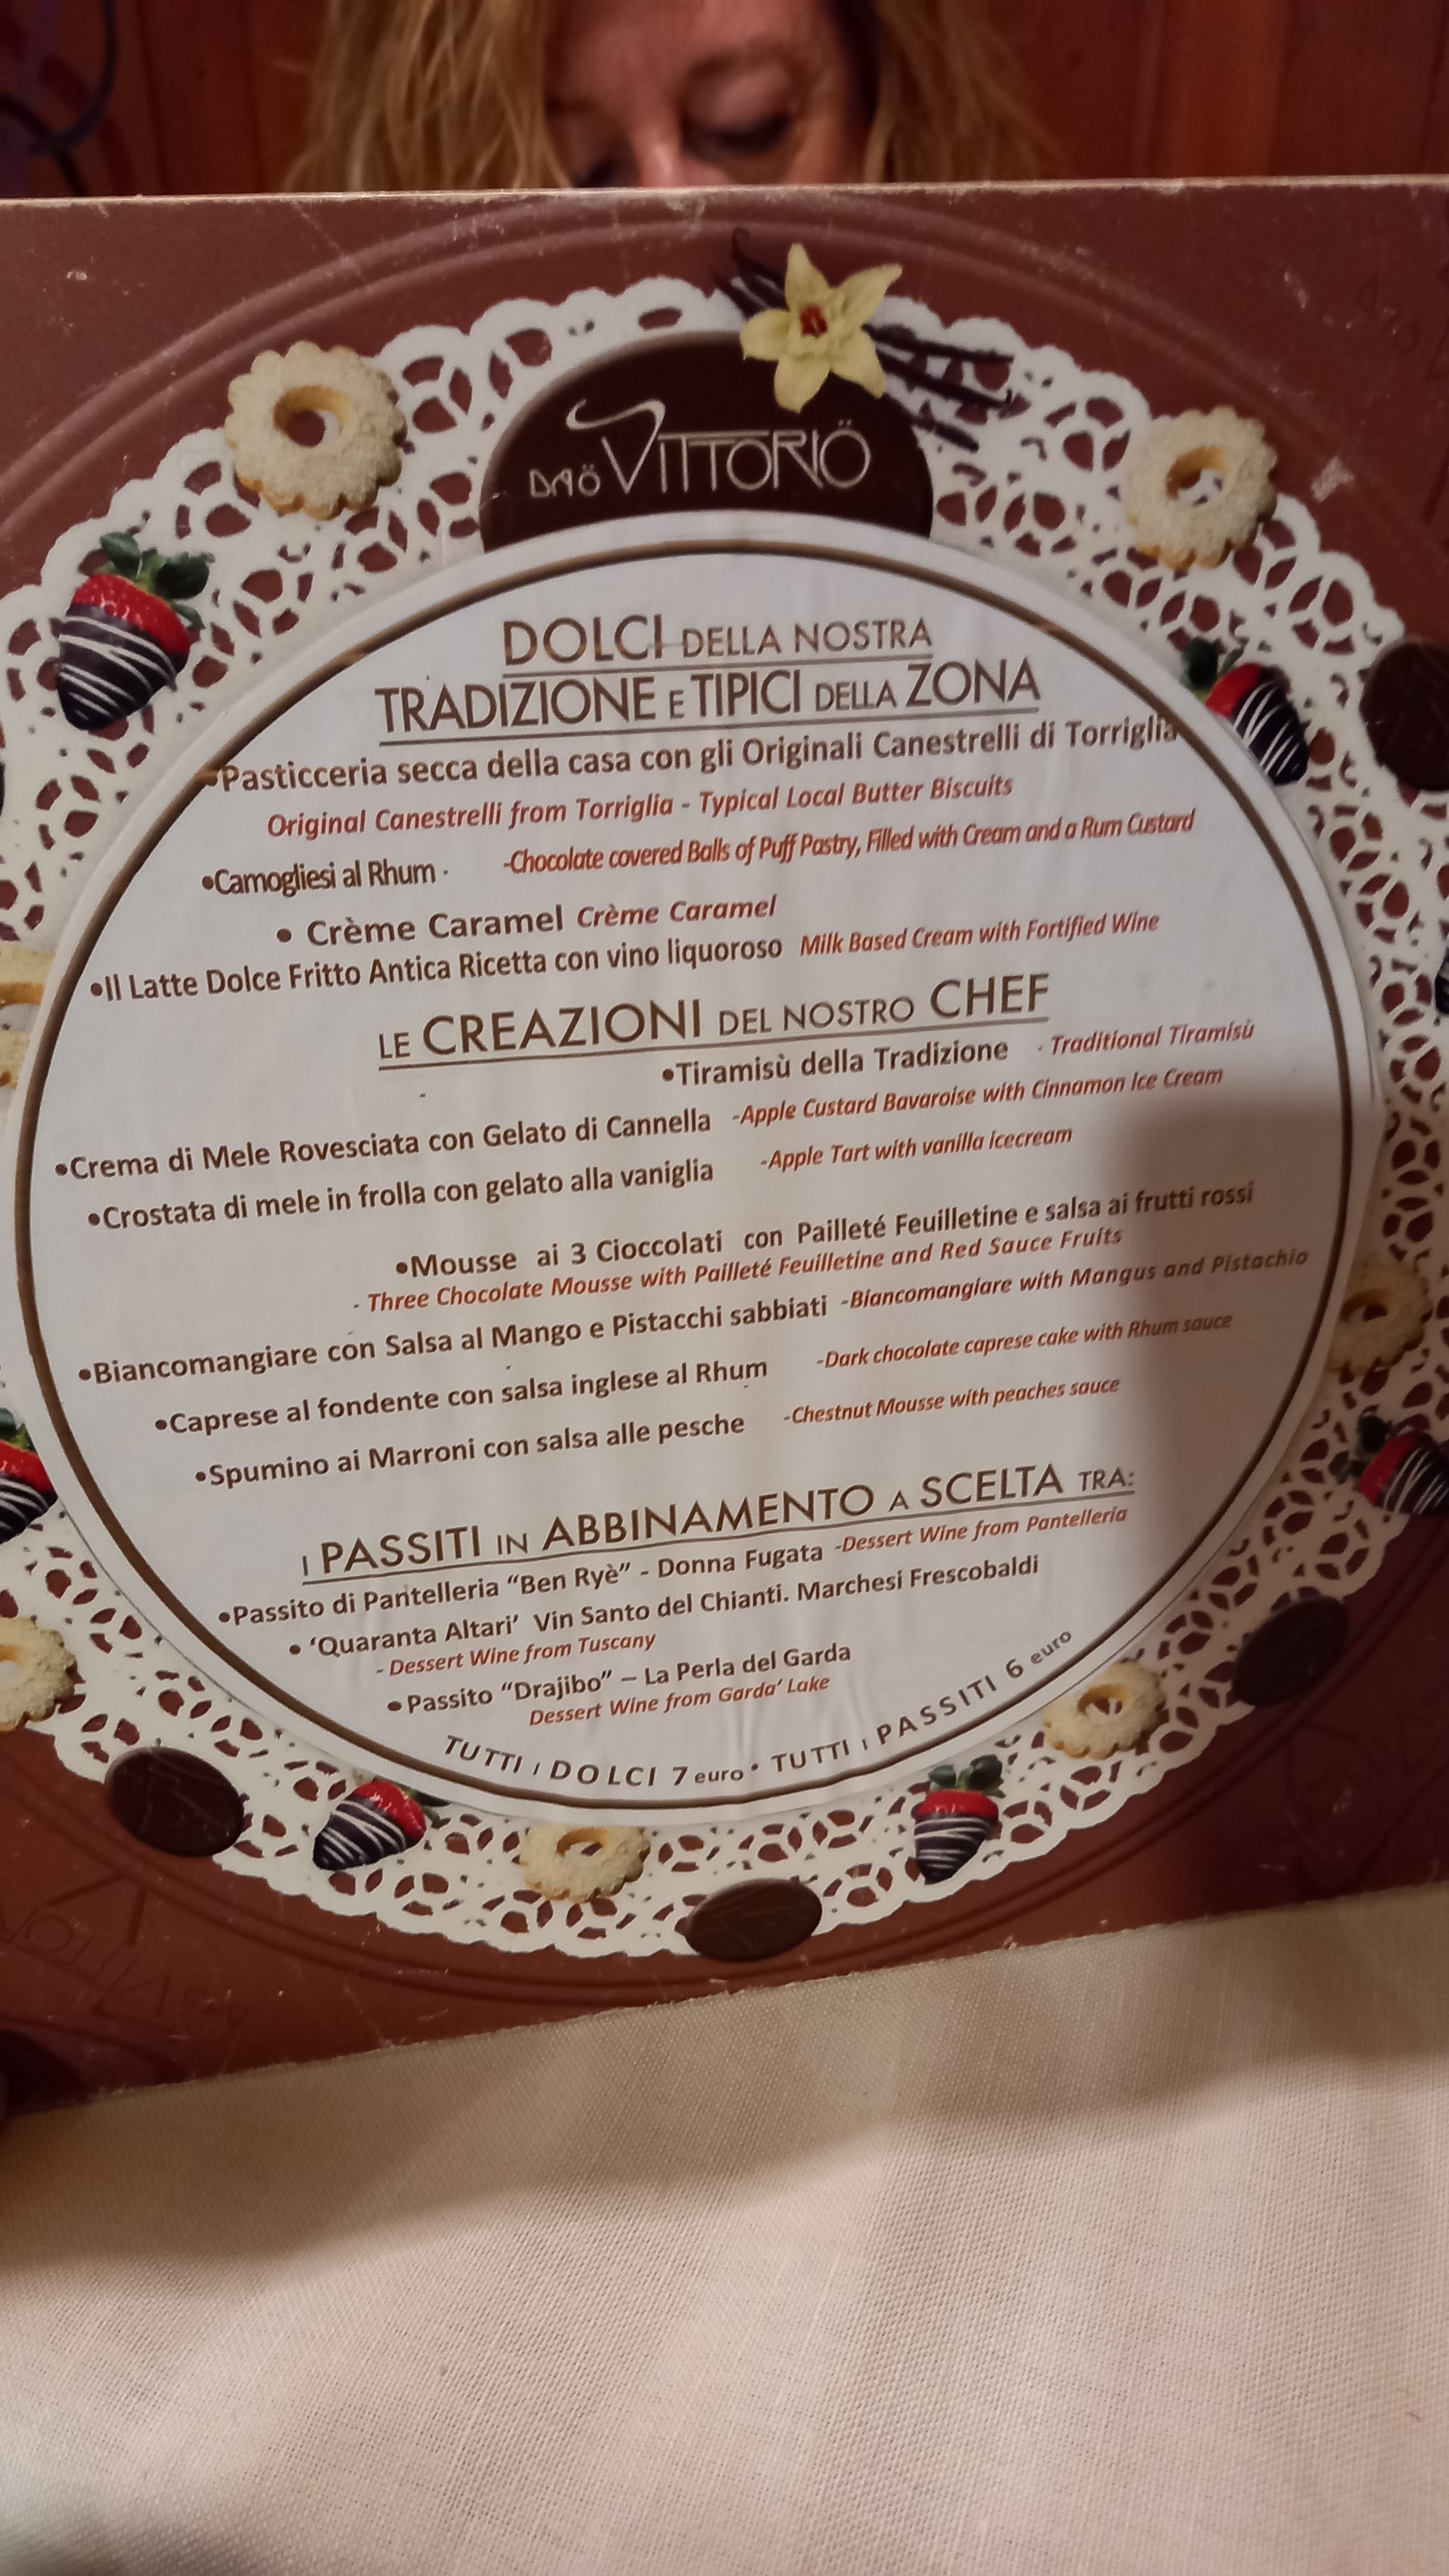 DAÖ VITTORIÖ
DOLCI DELLA NOSTRA
TRADIZIONE E TIPICI DELLA ZONA
•Pasticceria secca della casa con gli Originali Canestrelli di Torriglia
Original Canestrelli from Torriglia - Typical Local Butter Biscuits
•Camogliesi al Rhum - -Chocolate covered Balls of Puff Pastry, Filled with Cream and a Rum Custard
• Crème Caramel Crème Caramel
•Il Latte Dolce Fritto Antica Ricetta con vino liquoroso Milk Based Cream with Fortified Wine
LE CREAZIONI DEL NOSTRO CHEF
•Tiramisù della Tradizione - Traditional Tiramisù
•Crema di Mele Rovesciata con Gelato di Cannella -Apple Custard Bavaroise with Cinnamon Ice Cream
•Crostata di mele in frolla con gelato alla vaniglia -Apple Tart with vanilla icecream
•Mousse ai 3 Cioccolati con Pailleté Feuilletine e salsa ai frutti rossi
- Three Chocolate Mousse with Pailleté Feuilletine and Red Sauce Fruits
•Biancomangiare con Salsa al Mango e Pistacchi sabbiati -Biancomangiare with Mangus and Pistachio
•Caprese al fondente con salsa inglese al Rhum -Dark chocolate caprese cake with Rhum sauce
•Spumino ai Marroni con salsa alle pesche -Chestnut Mousse with peaches sauce
I PASSITI IN ABBINAMENTO A SCELTA TRA:
•Passito di Pantelleria “Ben Ryè” - Donna Fugata -Dessert Wine from Pantelleria
• ‘Quaranta Altari’ Vin Santo del Chianti. Marchesi Frescobaldi
- Dessert Wine from Tuscany
•Passito “Drajibo” – La Perla del Garda
Dessert Wine from Garda’ Lake
TUTTI I DOLCI 7 euro • TUTTI I PASSITI 6 euro